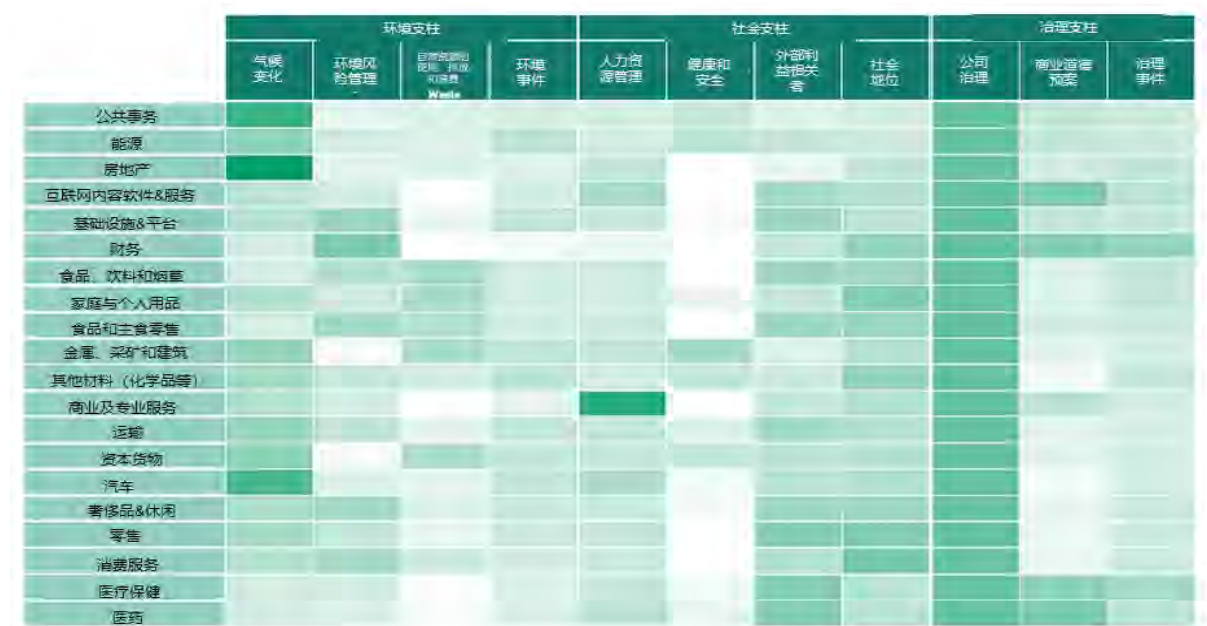 环境支柱 社会支柱 治理支柱
气候 环境风 环境 人力资 健康和 外部利 社会 公司 商业道德 治理
变化 险管理 事件 源管理 安全 益相关 地位 治理 预案 事件
者
Waste
公共事务
能源
房地产
互联网内容软件&服务
基础设施&平台
财务
食品、饮料和烟草
家庭与个人用品
食品和主食零售
金属、采矿和建筑
其他材料（化学品等）
商业及专业服务
运输
资本货物
汽车
奢侈品&休闲
零售
消费服务
医疗保健
医药